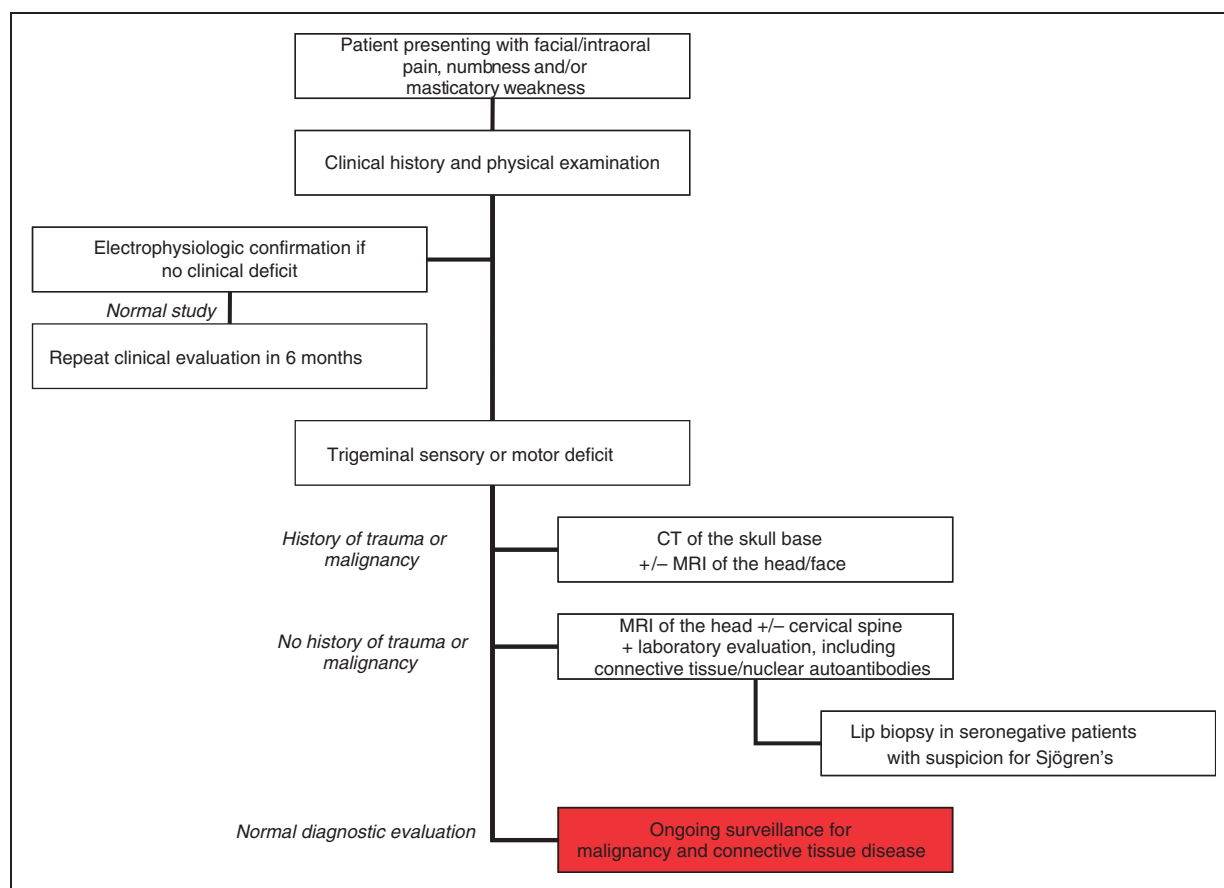 Patient presenting with facial/intraoral
pain, numbness and/or
masticatory weakness
Clinical history and physical examination
Electrophysiologic confirmation if
no clinical deficit
Normal study
Repeat clinical evaluation in 6 months
Trigeminal sensory or motor deficit
History of trauma or
malignancy
CT of the skull base
+/– MRI of the head/face
No history of trauma or
malignancy
MRI of the head +/– cervical spine
+ laboratory evaluation, including
connective tissue/nuclear autoantibodies
Lip biopsy in seronegative patients
with suspicion for Sjögren's
Normal diagnostic evaluation
Ongoing surveillance for
malignancy and connective tissue disease